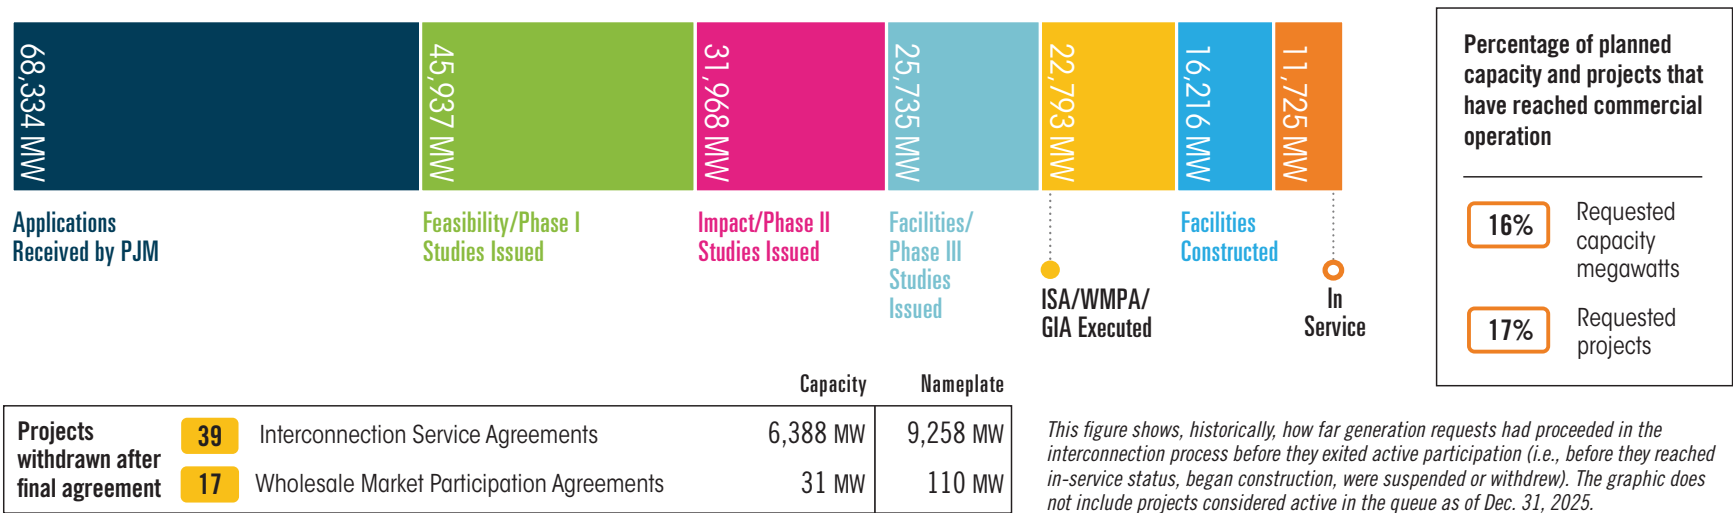 68,334 MW
45,937 MW
31,968 MW
25,735 MW
22,793 MW
16,216 MW
11,725 MW
Applications
Received by PJM
Feasibility/Phase I
Studies Issued
Impact/Phase II
Studies Issued
Facilities/
Phase III
Studies
Issued
ISA/WMPA/
GIA Executed
Facilities
Constructed
In
Service
Percentage of planned
capacity and projects that
have reached commercial
operation
16%
Requested
capacity
megawatts
17%
Requested
projects
Capacity Nameplate
Projects
withdrawn after
final agreement
39 Interconnection Service Agreements 6,388 MW 9,258 MW
17 Wholesale Market Participation Agreements 31 MW 110 MW
This figure shows, historically, how far generation requests had proceeded in the
interconnection process before they exited active participation (i.e., before they reached
in-service status, began construction, were suspended or withdrew). The graphic does
not include projects considered active in the queue as of Dec. 31, 2025.